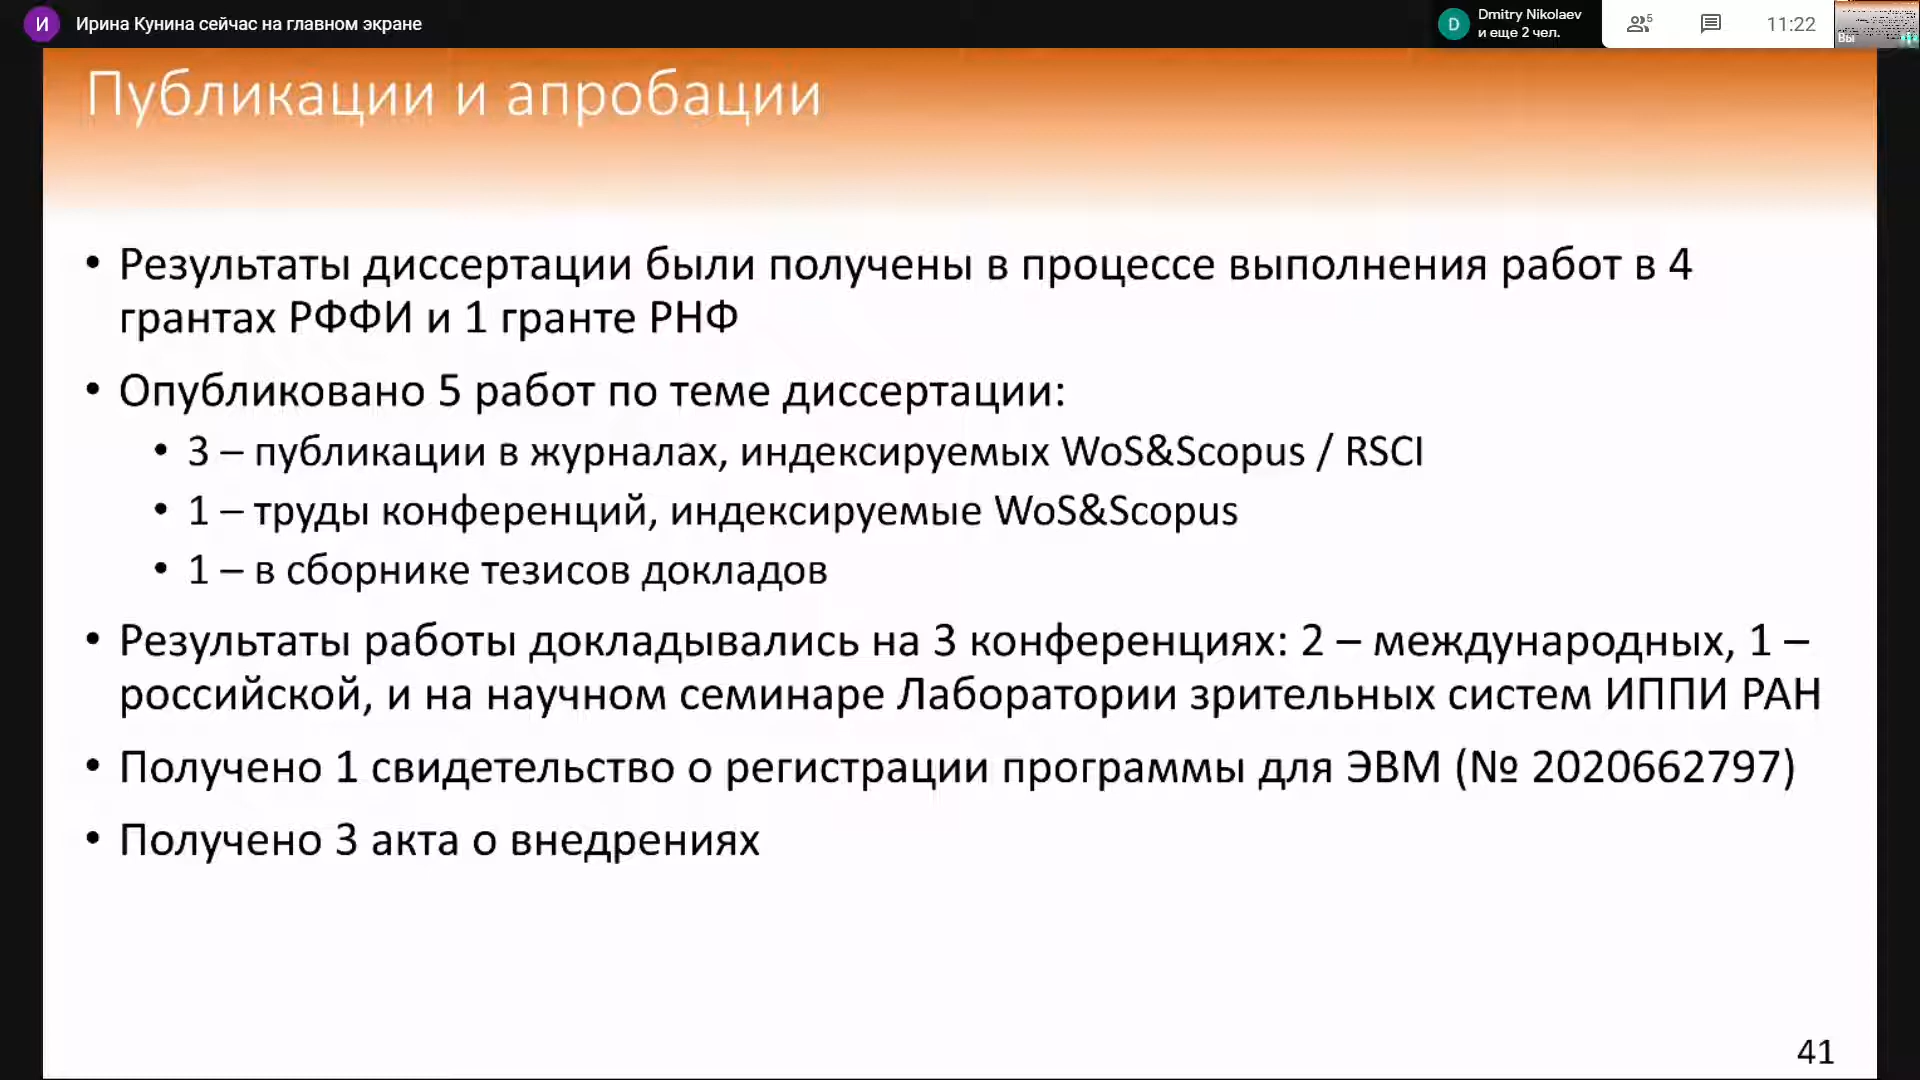 И Ирина Кунина сейчас на главном экране
D Dmitry Nikolaev
и еще 2 чел.
5
11:22
Вы
Публикации и апробации
• Результаты диссертации были получены в процессе выполнения работ в 4
грантах РФФИ и 1 гранте РНФ
• Опубликовано 5 работ по теме диссертации:
• 3 – публикации в журналах, индексируемых WoS&Scopus / RSCI
• 1 – труды конференций, индексируемые WoS&Scopus
• 1 – в сборнике тезисов докладов
• Результаты работы докладывались на 3 конференциях: 2 – международных, 1 –
российской, и на научном семинаре Лаборатории зрительных систем ИППИ РАН
• Получено 1 свидетельство о регистрации программы для ЭВМ (№ 2020662797)
• Получено 3 акта о внедрениях
41